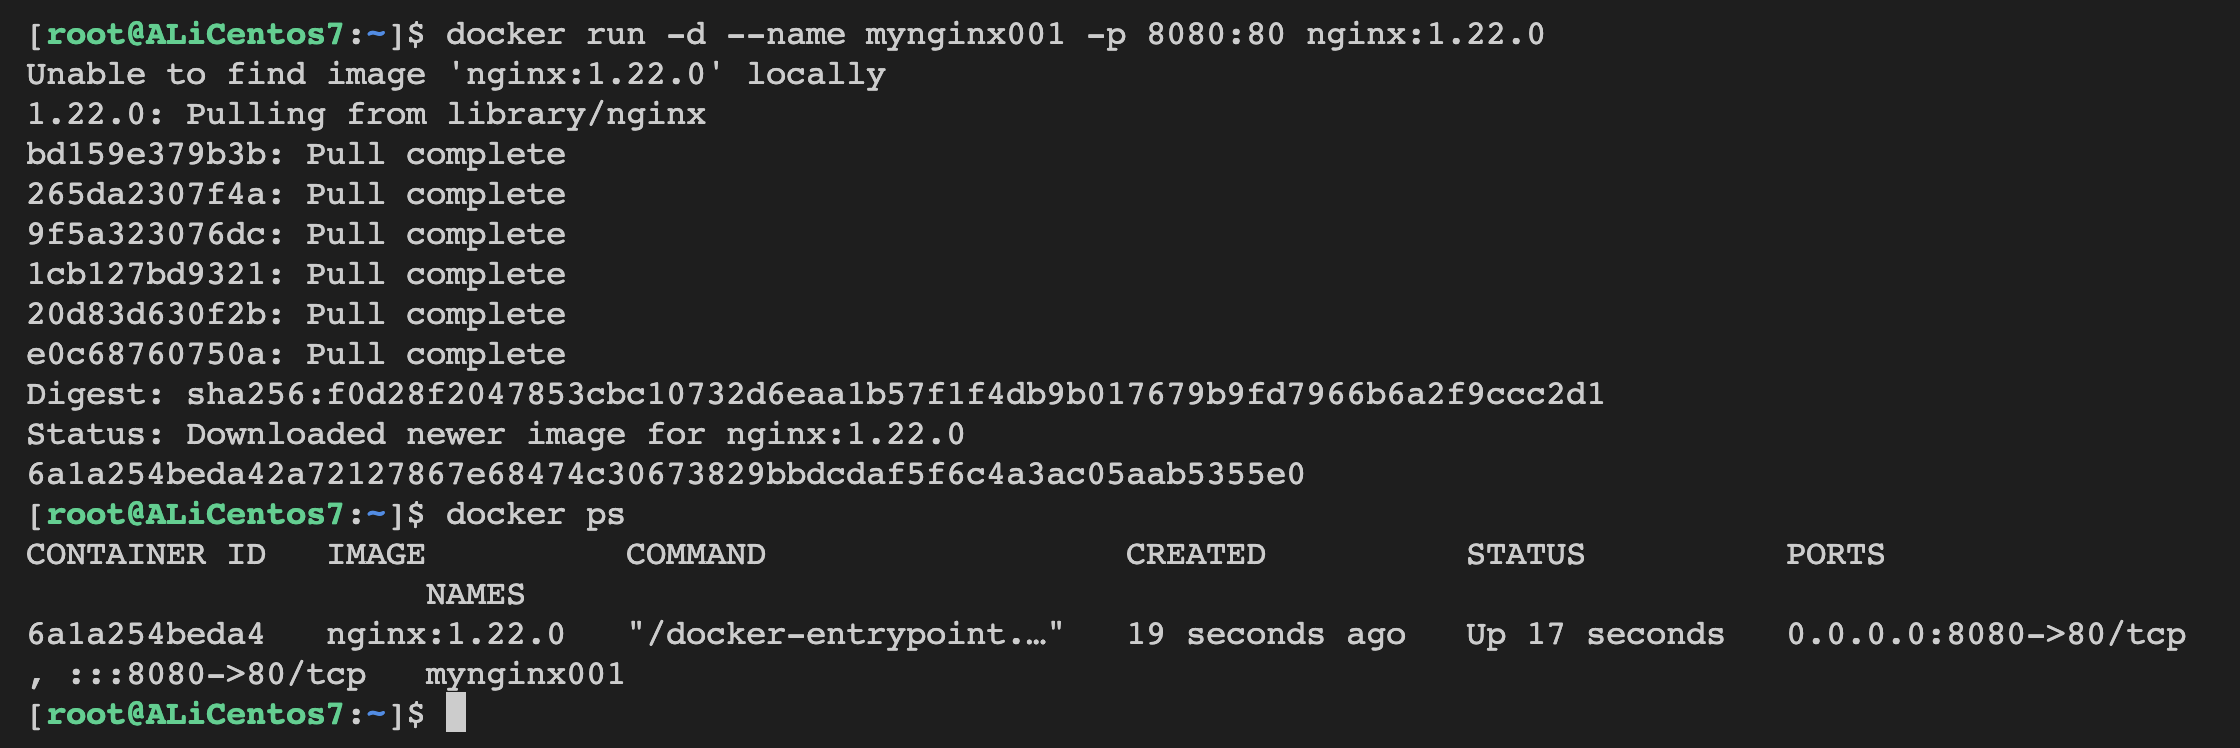 [root@ALiCentos7:~]$ docker run -d --name mynginx001 -p 8080:80 nginx:1.22.0
Unable to find image 'nginx:1.22.0' locally
1.22.0: Pulling from library/nginx
bd159e379b3b: Pull complete
265da2307f4a: Pull complete
9f5a323076dc: Pull complete
1cb127bd9321: Pull complete
20d83d630f2b: Pull complete
e0c68760750a: Pull complete
Digest: sha256:f0d28f2047853cbc10732d6eaa1b57f1f4db9b017679b9fd7966b6a2f9ccc2d1
Status: Downloaded newer image for nginx:1.22.0
6a1a254beda42a72127867e68474c30673829bbdcdaf5f6c4a3ac05aab5355e0
[root@ALiCentos7:~]$ docker ps
CONTAINER ID   IMAGE          COMMAND                  CREATED          STATUS          PORTS
                    NAMES
6a1a254beda4   nginx:1.22.0   "/docker-entrypoint.…"   19 seconds ago   Up 17 seconds   0.0.0.0:8080->80/tcp
, :::8080->80/tcp   mynginx001
[root@ALiCentos7:~]$